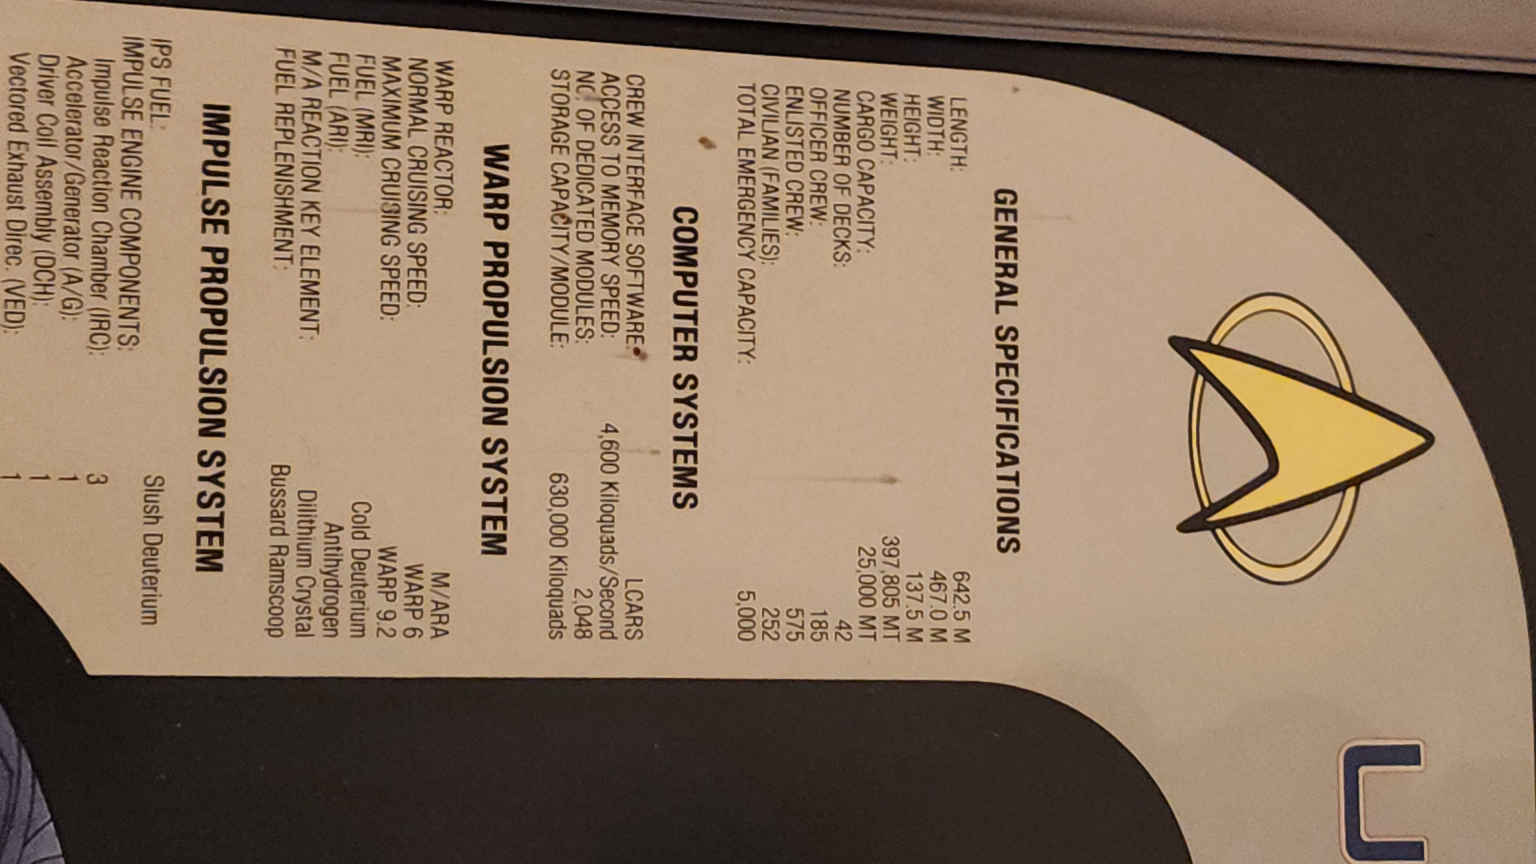 U
GENERAL SPECIFICATIONS
LENGTH: 642.5 M
WIDTH: 467.0 M
HEIGHT: 137.5 M
WEIGHT: 397,805 MT
CARGO CAPACITY: 25,000 MT
NUMBER OF DECKS: 42
OFFICER CREW: 185
ENLISTED CREW: 575
CIVILIAN (FAMILIES): 252
TOTAL EMERGENCY CAPACITY: 5,000
COMPUTER SYSTEMS
CREW INTERFACE SOFTWARE: LCARS
ACCESS TO MEMORY SPEED: 4,600 Kiloquads/Second
NO. OF DEDICATED MODULES: 2,048
STORAGE CAPACITY/MODULE: 630,000 Kiloquads
WARP PROPULSION SYSTEM
WARP REACTOR: M/ARA
NORMAL CRUISING SPEED: WARP 6
MAXIMUM CRUISING SPEED: WARP 9.2
FUEL (MRI): Cold Deuterium
FUEL (ARI): Antihydrogen
M/A REACTION KEY ELEMENT: Dilithium Crystal
FUEL REPLENISHMENT: Bussard Ramscoop
IMPULSE PROPULSION SYSTEM
IPS FUEL: Slush Deuterium
IMPULSE ENGINE COMPONENTS:
Impulse Reaction Chamber (IRC): 3
Accelerator/Generator (A/G): 1
Driver Coil Assembly (DCH): 1
Vectored Exhaust Direc. (VED): 1